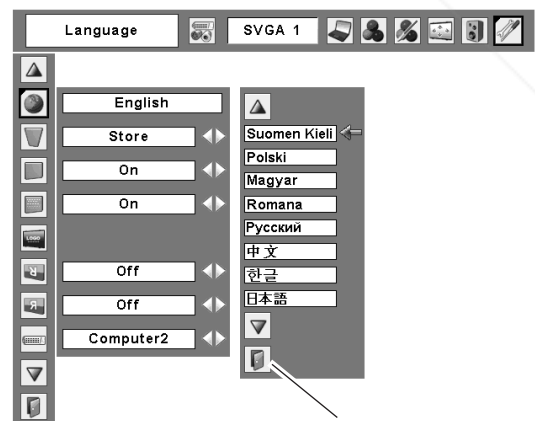 Language
SVGA 1
English
Store
On
On
LOGO
Off
Off
Computer2
Suomen Kieli
Polski
Magyar
Romana
Русский
中文
한글
日本語